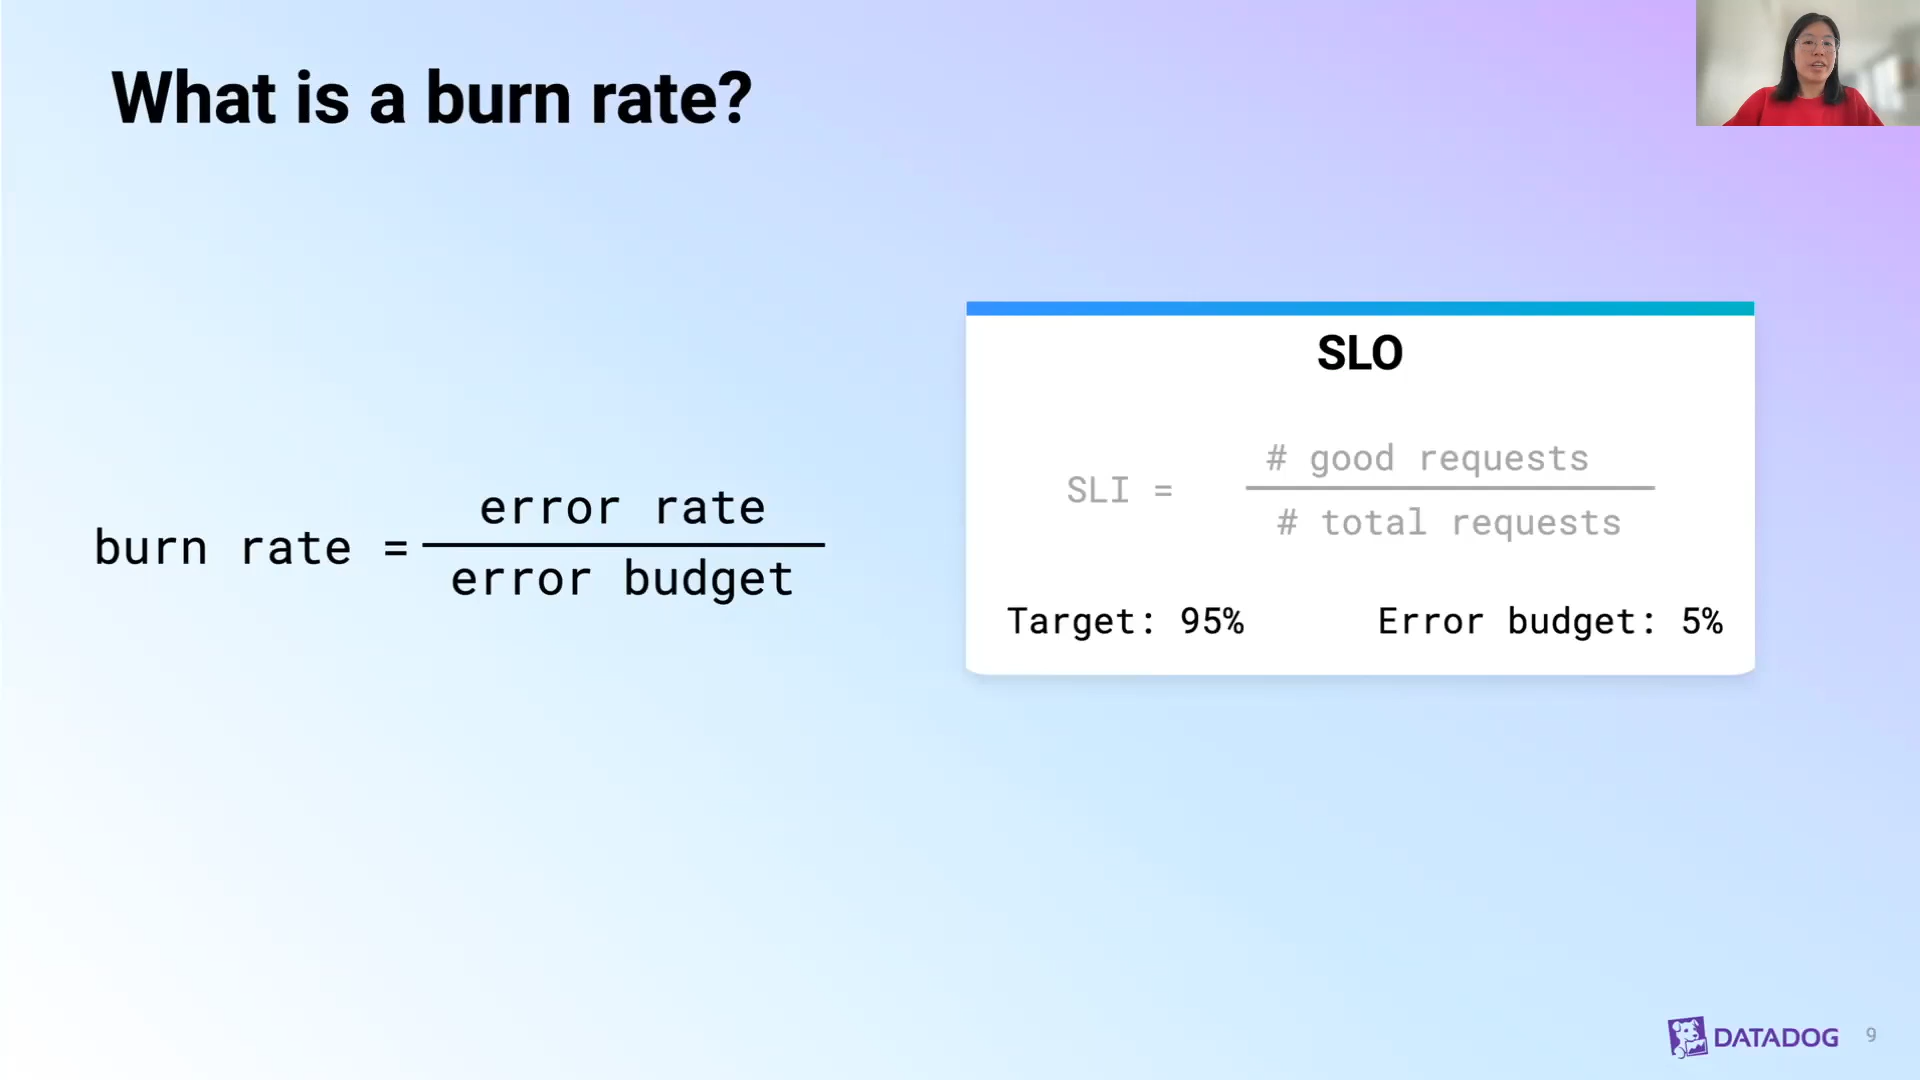 What is a burn rate?
burn rate =
error rate
error budget
SLO
SLI =
# good requests
# total requests
Target: 95%
Error budget: 5%
DATADOG
9